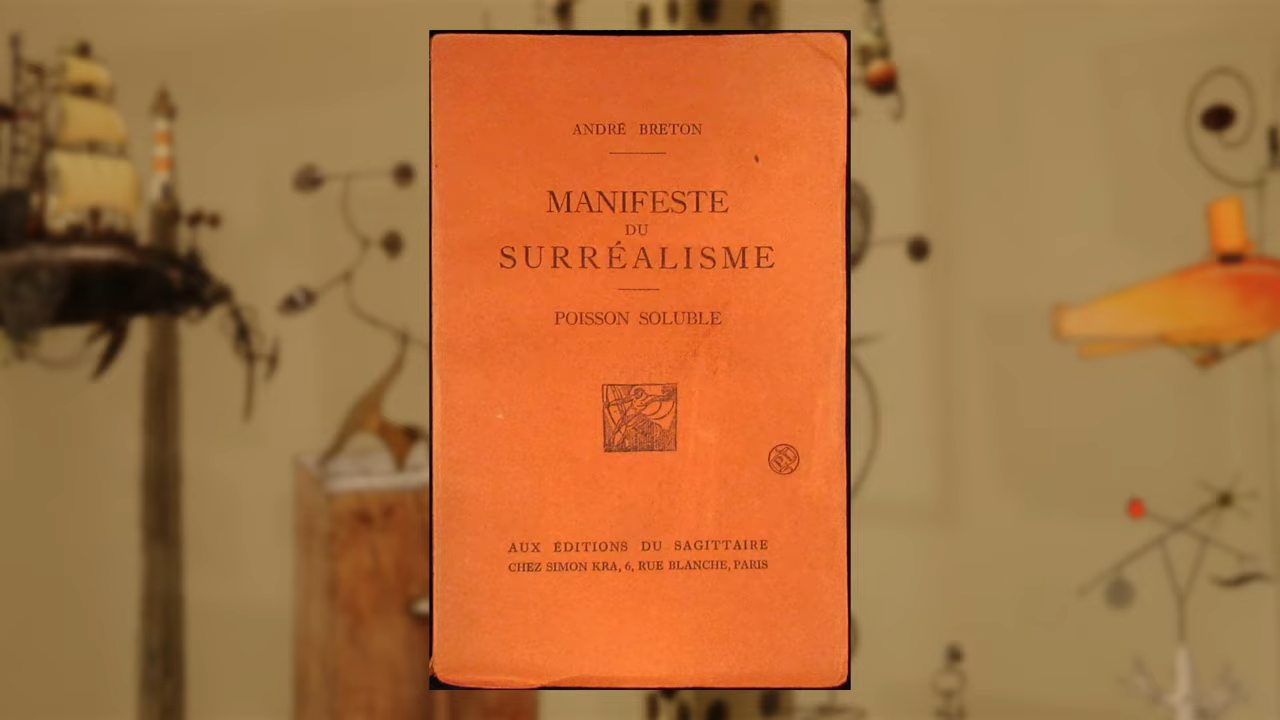 ANDRÉ BRETON
MANIFESTE
DU
SURRÉALISME
POISSON SOLUBLE
AUX ÉDITIONS DU SAGITTAIRE
CHEZ SIMON KRA, 6, RUE BLANCHE, PARIS